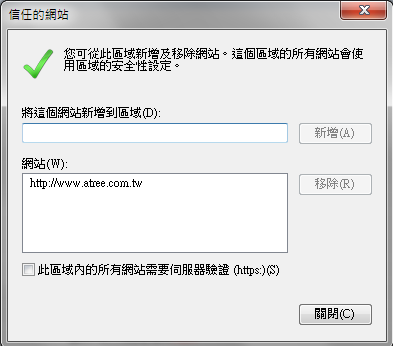 信任的網站
您可從此區域新增及移除網站。這個區域的所有網站會使
用區域的安全性設定。
將這個網站新增到區域(D):
新增(A)
網站(W):
http://www.atree.com.tw
移除(R)
此區域內的所有網站需要伺服器驗證 (https:)(S)
關閉(C)